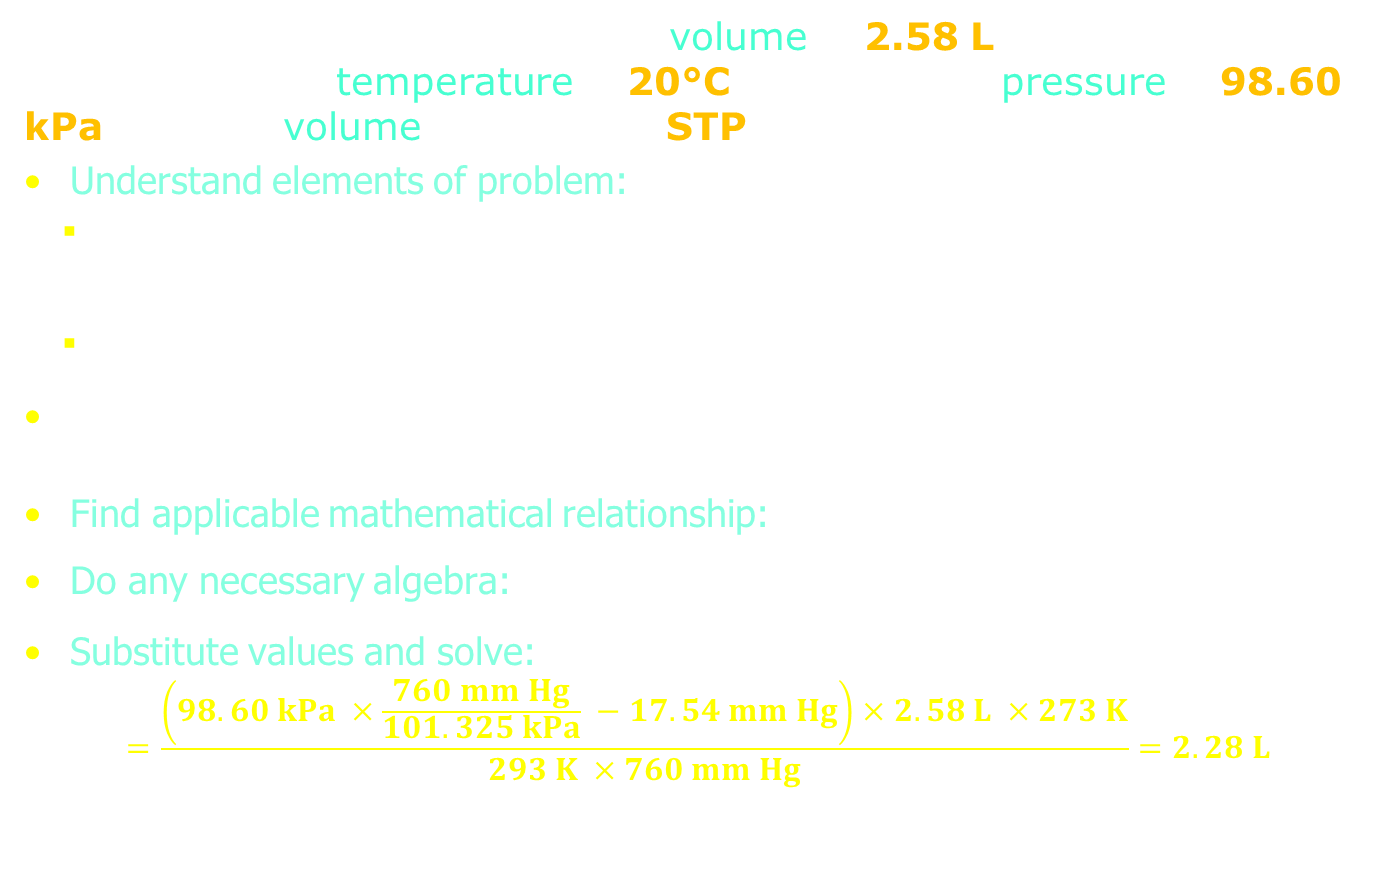 volume 2.58 L
temperature 20°C pressure 98.60
kPa volume STP
• Understand elements of problem:
▪
▪
•
• Find applicable mathematical relationship:
• Do any necessary algebra:
• Substitute values and solve:
= (98.60 kPa × 760 mm Hg / 101.325 kPa − 17.54 mm Hg) × 2.58 L × 273 K / 293 K × 760 mm Hg = 2.28 L